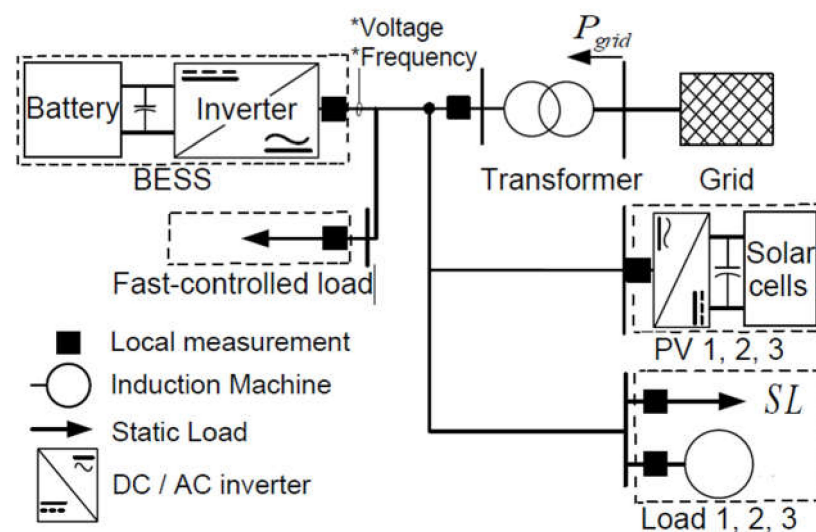 *Voltage
*Frequency
P_grid
Battery
Inverter
BESS
Transformer
Grid
Fast-controlled load
Solar
cells
PV 1, 2, 3
Local measurement
Induction Machine
Static Load
DC / AC inverter
SL
Load 1, 2, 3